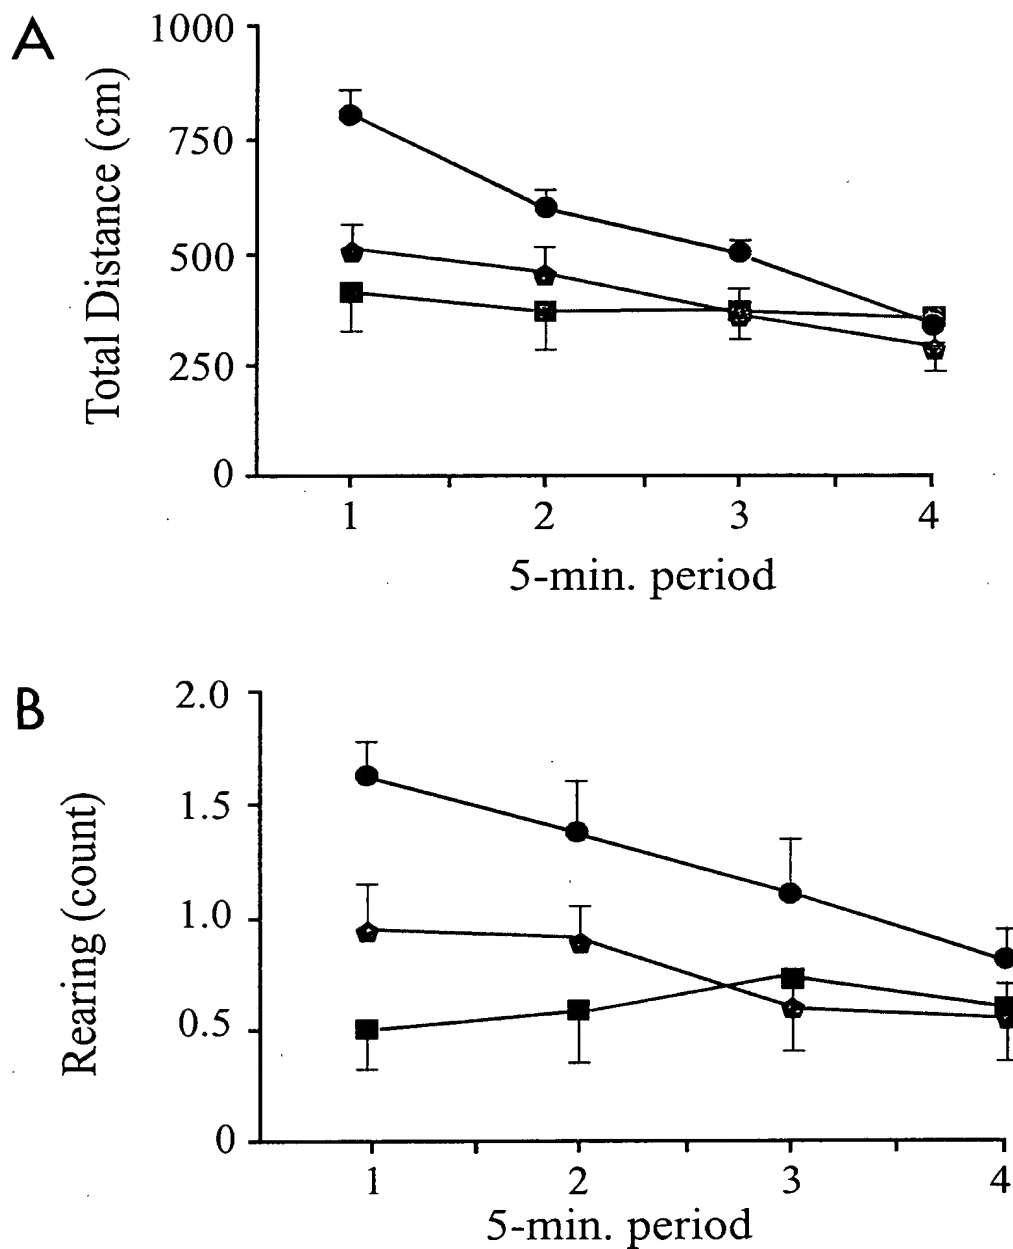 A
Total Distance (cm)
1000
750
500
250
0
1 2 3 4
5-min. period
B
Rearing (count)
2.0
1.5
1.0
0.5
0
1 2 3 4
5-min. period